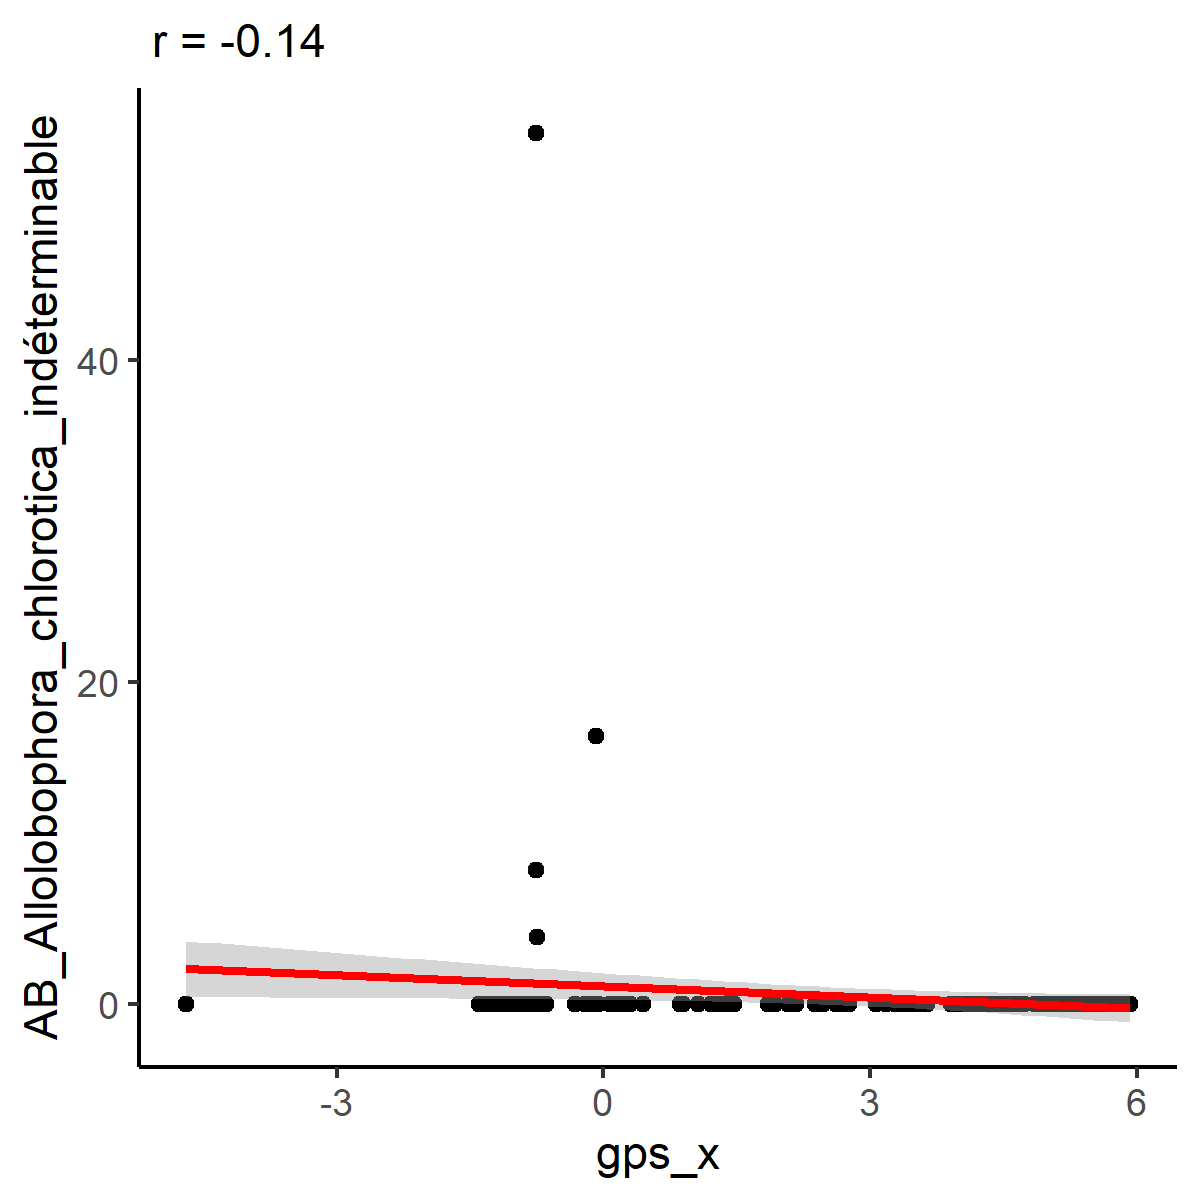 r = -0.14
AB_Allolobophora_chlorotica_indéterminable
40
20
0
-3
0
3
6
gps_x